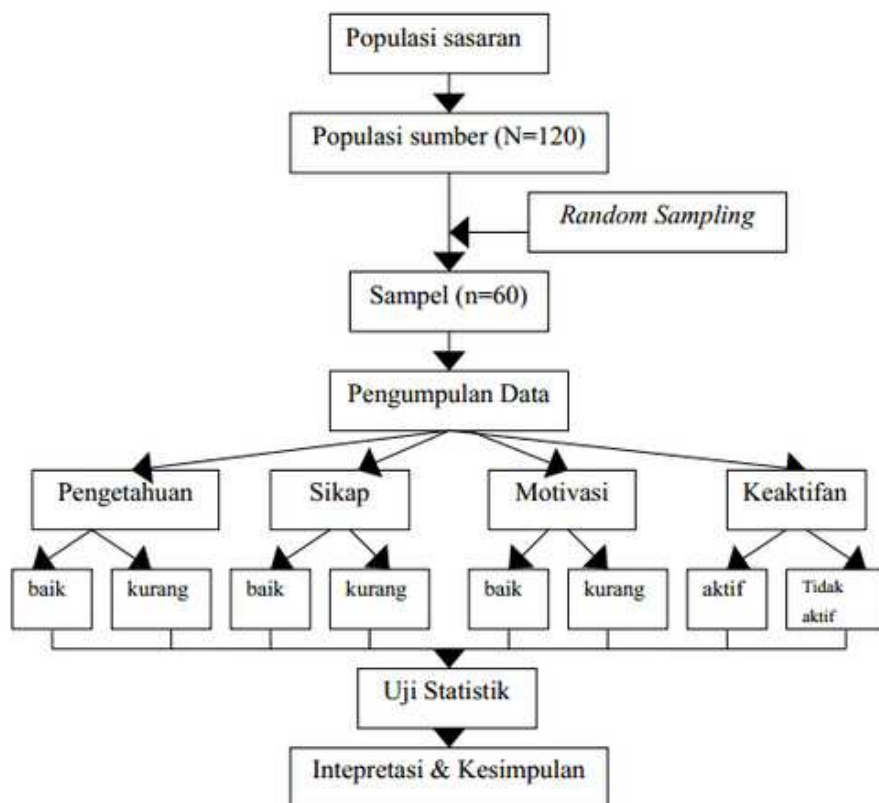 Populasi sasaran
Populasi sumber (N=120)
Random Sampling
Sampel (n=60)
Pengumpulan Data
Pengetahuan
Sikap
Motivasi
Keaktifan
baik
kurang
baik
kurang
baik
kurang
aktif
Tidak
aktif
Uji Statistik
Intepretasi & Kesimpulan